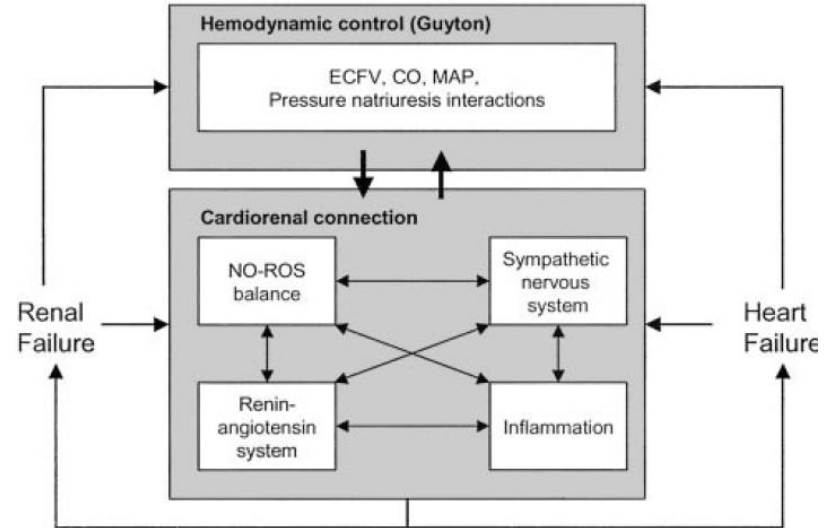 Hemodynamic control (Guyton)
ECFV, CO, MAP,
Pressure natriuresis interactions
Cardiorenal connection
NO-ROS
balance
Sympathetic
nervous
system
Renal
Failure
Heart
Failure
Renin-
angiotensin
system
Inflammation